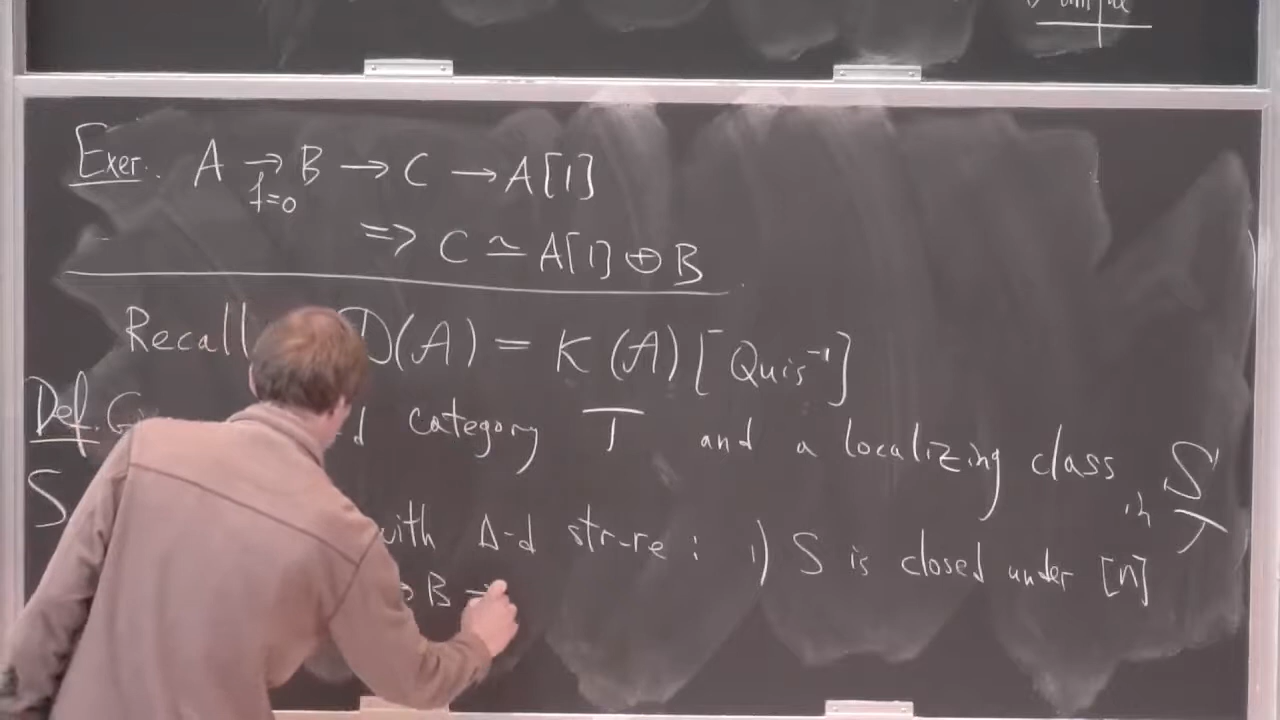 Exer. A → B → C → A[1]
f=0
=> C ≃ A[1] ⊕ B
Recall D(A) = K(A)[Quis⁻¹]
Def. G d category T and a localizing class S in T
S with Δ-d str-re: 1) S is closed under [n]
B →